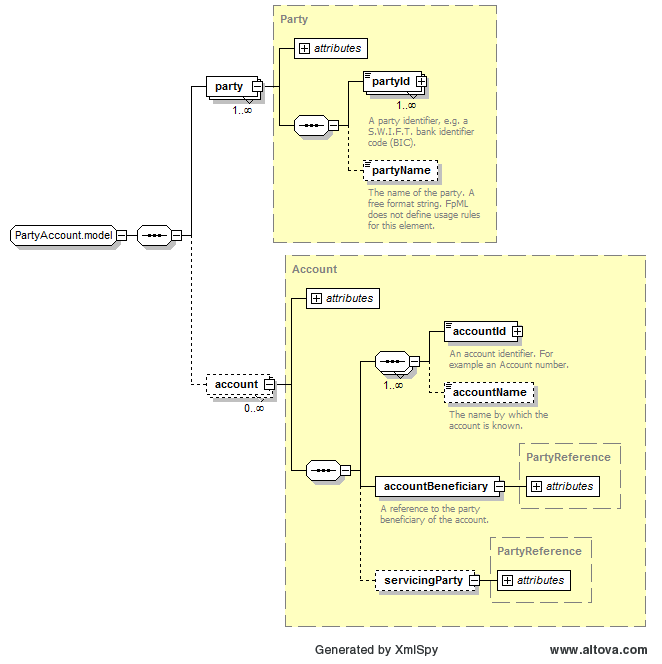 Party
attributes
party
1..∞
partyId
1..∞
A party identifier, e.g. a
S.W.I.F.T. bank identifier
code (BIC).
partyName
The name of the party. A
free format string. FpML
does not define usage rules
for this element.
PartyAccount.model
Account
attributes
accountId
An account identifier. For
example an Account number.
1..∞
accountName
The name by which the
account is known.
account
0..∞
PartyReference
accountBeneficiary
attributes
A reference to the party
beneficiary of the account.
PartyReference
servicingParty
attributes
Generated by XmlSpy
www.altova.com